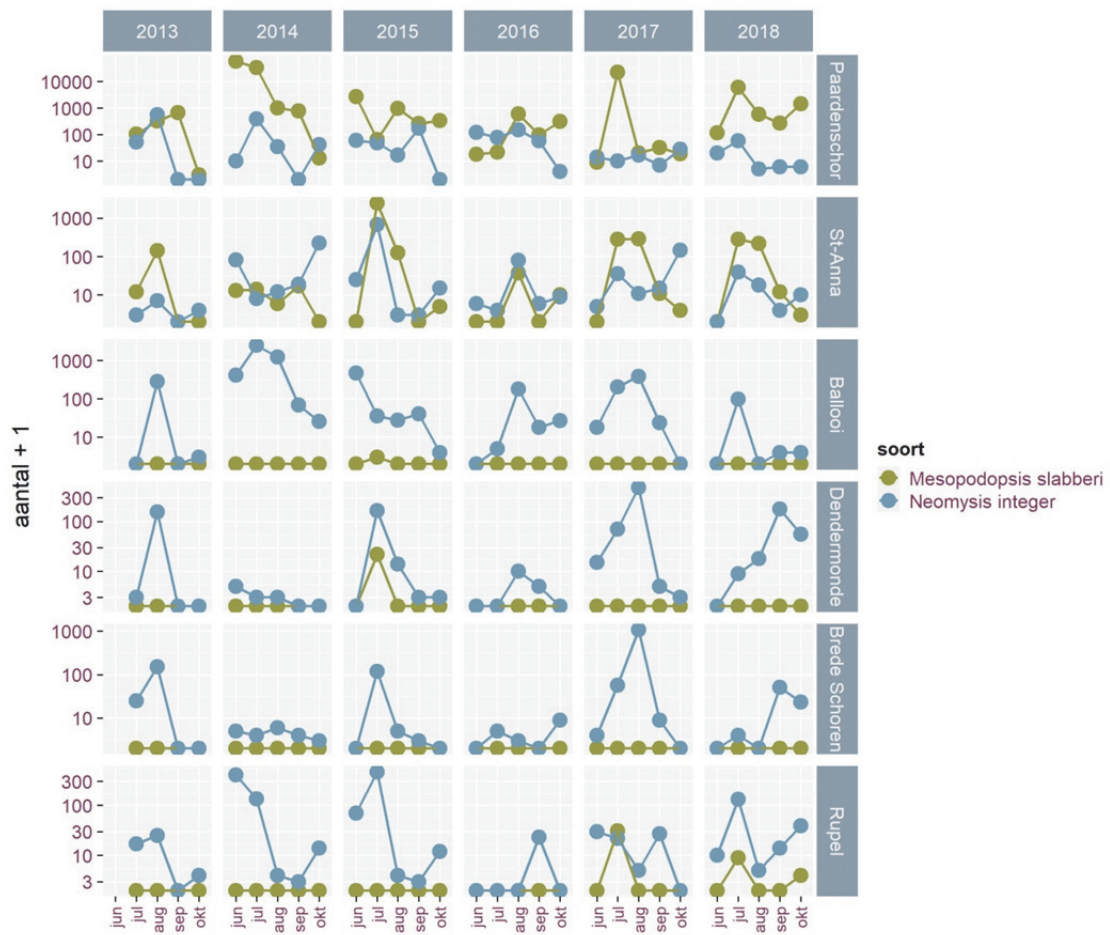 2013 2014 2015 2016 2017 2018
10000
1000
100
10
Paardenschor
1000
100
10
St-Anna
1000
100
10
Ballooi
300
100
30
10
3
Dendermonde
1000
100
10
Brede Schoren
300
100
30
10
3
Rupel
aantal + 1
jun jul aug sep okt jun jul aug sep okt jun jul aug sep okt jun jul aug sep okt jun jul aug sep okt jun jul aug sep okt
soort
Mesopodopsis slabberi
Neomysis integer